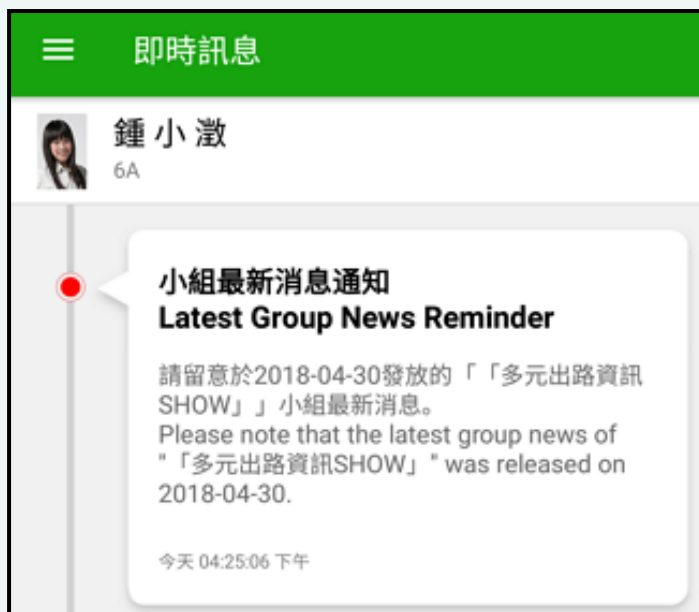 即時訊息
鍾小澂
6A
小組最新消息通知
Latest Group News Reminder
請留意於2018-04-30發放的「「多元出路資訊
SHOW」」小組最新消息。
Please note that the latest group news of
"「多元出路資訊SHOW」" was released on
2018-04-30.
今天 04:25:06 下午